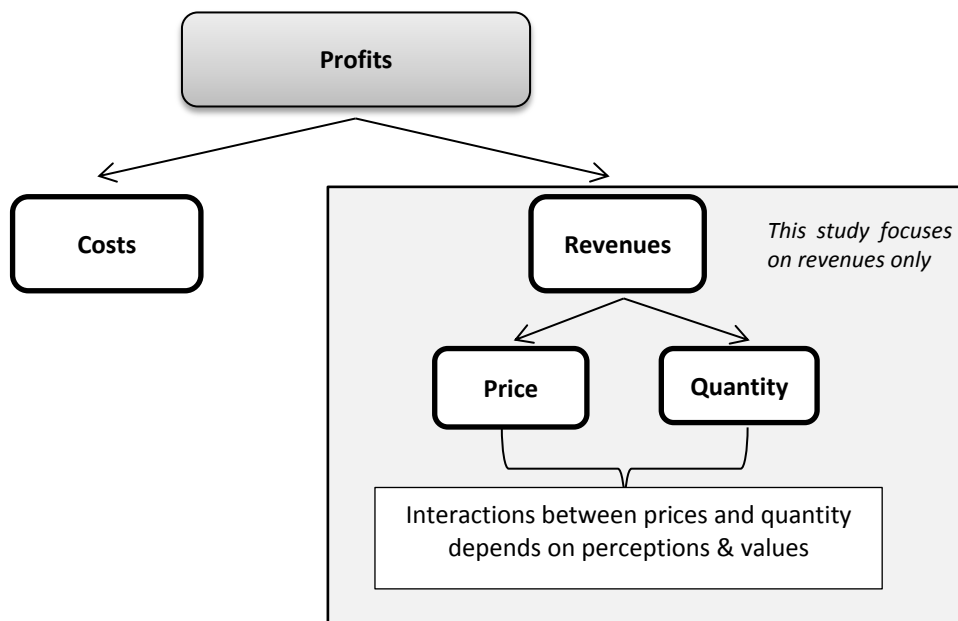 Profits
Costs
Revenues
This study focuses
on revenues only
Price
Quantity
Interactions between prices and quantity
depends on perceptions & values